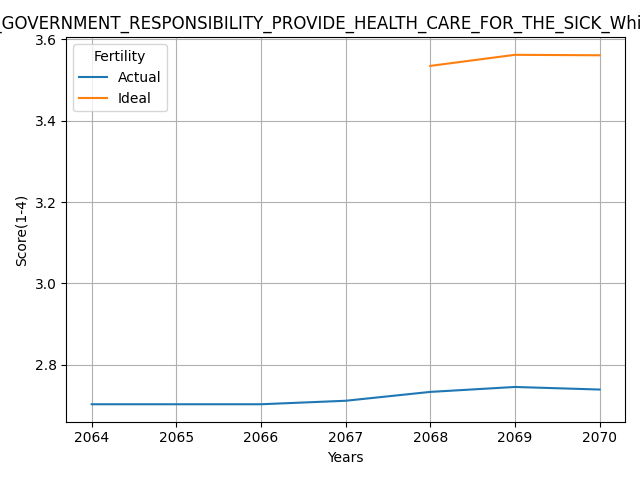 _GOVERNMENT_RESPONSIBILITY_PROVIDE_HEALTH_CARE_FOR_THE_SICK_Whi
3.6
3.4
3.2
3.0
2.8
Score(1-4)
Fertility
Actual
Ideal
2064 2065 2066 2067 2068 2069 2070
Years